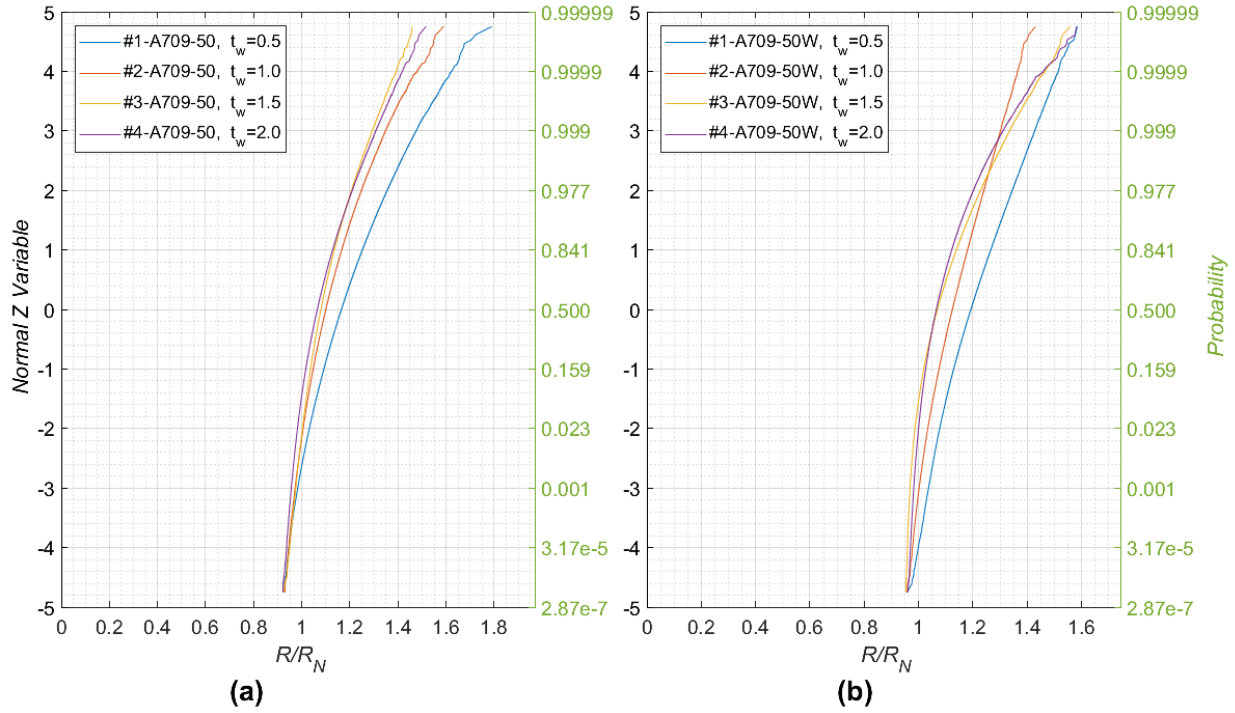 5
4
3
2
1
0
-1
-2
-3
-4
-5
Normal Z Variable
#1-A709-50, t_w=0.5
#2-A709-50, t_w=1.0
#3-A709-50, t_w=1.5
#4-A709-50, t_w=2.0
0.99999
0.9999
0.999
0.977
0.841
0.500
0.159
0.023
0.001
3.17e-5
2.87e-7
0 0.2 0.4 0.6 0.8 1 1.2 1.4 1.6 1.8
R/R_N
(a)
5
4
3
2
1
0
-1
-2
-3
-4
-5
#1-A709-50W, t_w=0.5
#2-A709-50W, t_w=1.0
#3-A709-50W, t_w=1.5
#4-A709-50W, t_w=2.0
0.99999
0.9999
0.999
0.977
0.841
0.500
0.159
0.023
0.001
3.17e-5
2.87e-7
Probability
0 0.2 0.4 0.6 0.8 1 1.2 1.4 1.6
R/R_N
(b)